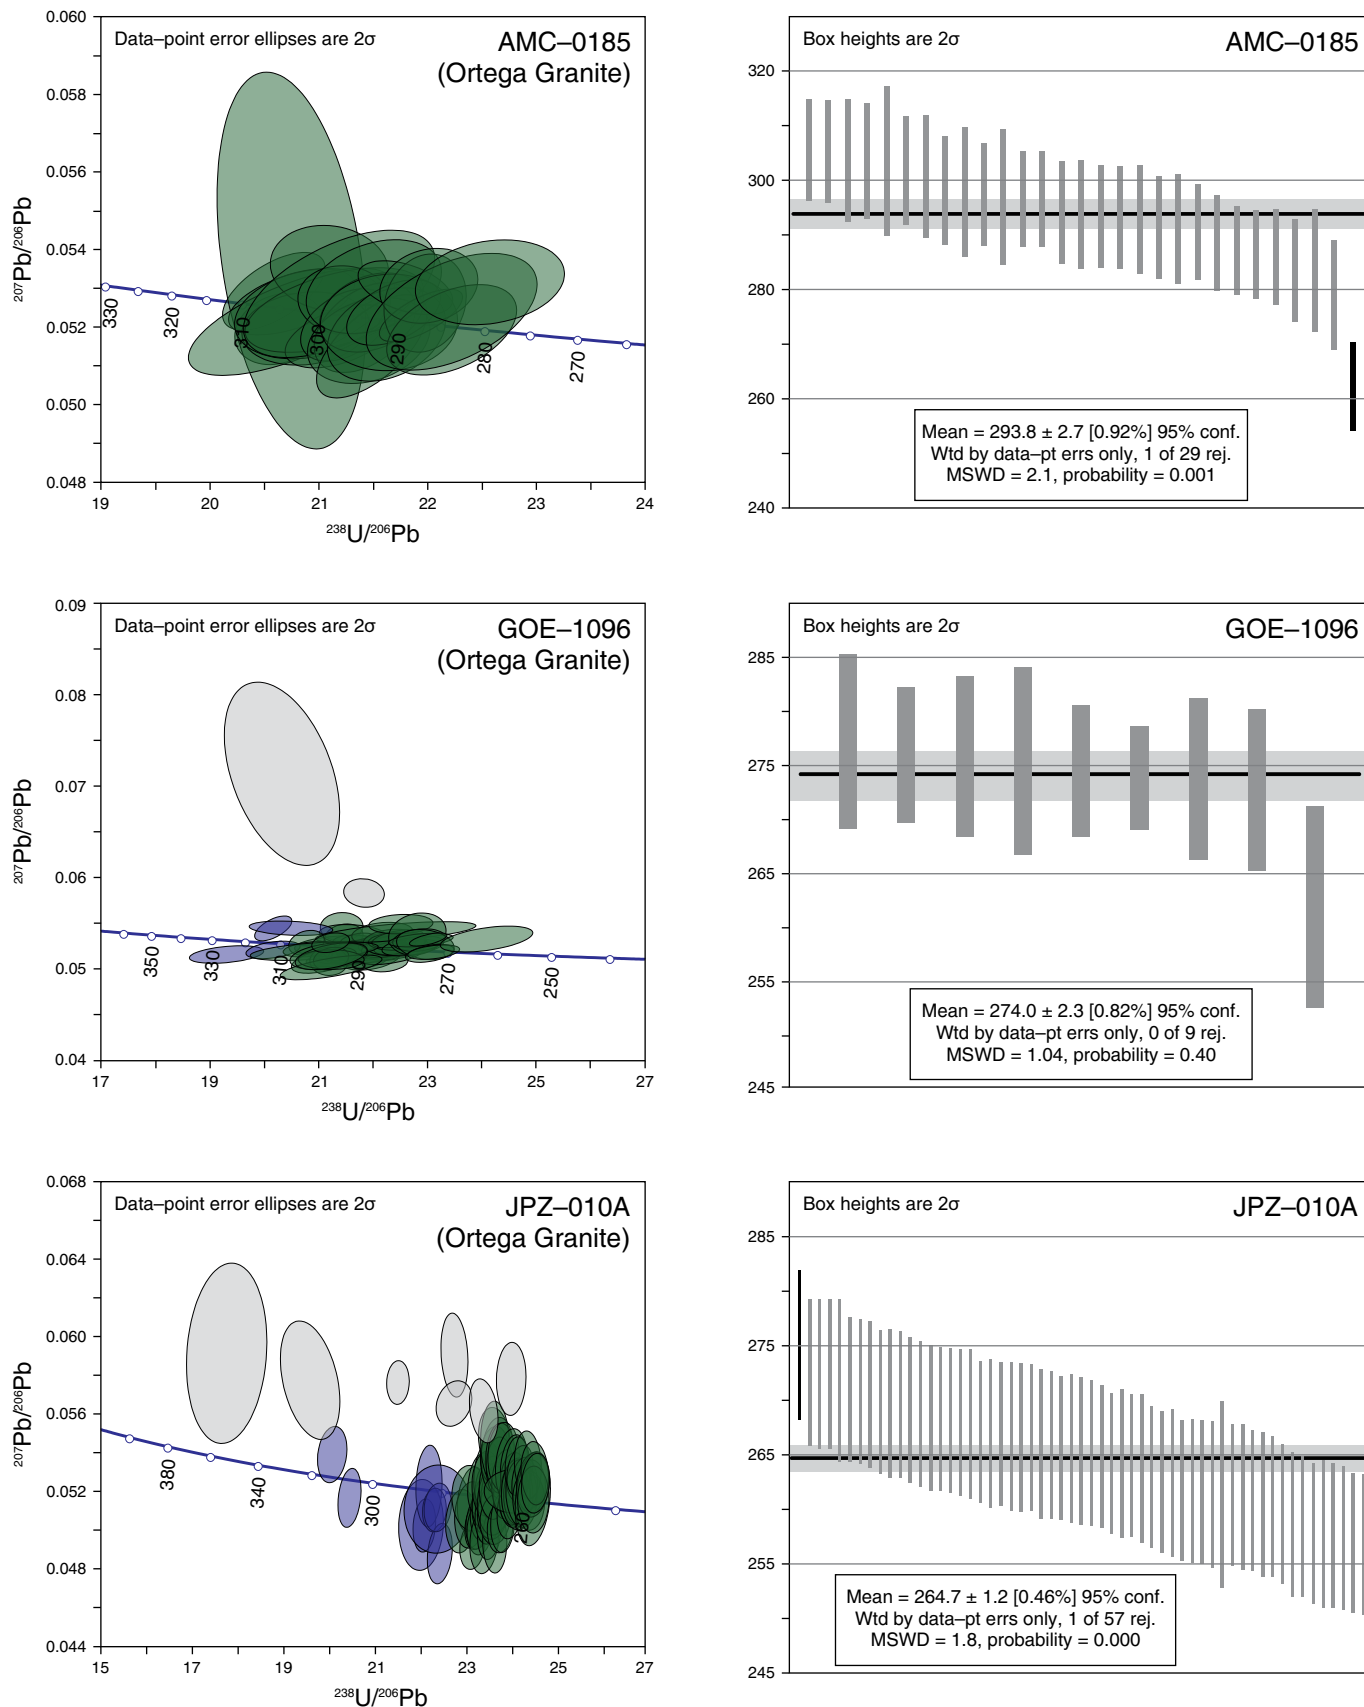 Data–point error ellipses are 2σ
AMC–0185
(Ortega Granite)
0.060
0.058
0.056
0.054
0.052
0.050
0.048
207Pb/206Pb
330
320
310
300
290
280
270
19
20
21
22
23
24
238U/206Pb
Box heights are 2σ
AMC–0185
320
300
280
260
240
Mean = 293.8 ± 2.7 [0.92%] 95% conf.
Wtd by data–pt errs only, 1 of 29 rej.
MSWD = 2.1, probability = 0.001
Data–point error ellipses are 2σ
GOE–1096
(Ortega Granite)
0.09
0.08
0.07
0.06
0.05
0.04
207Pb/206Pb
350
330
310
290
270
250
17
19
21
23
25
27
238U/206Pb
Box heights are 2σ
GOE–1096
285
275
265
255
245
Mean = 274.0 ± 2.3 [0.82%] 95% conf.
Wtd by data–pt errs only, 0 of 9 rej.
MSWD = 1.04, probability = 0.40
Data–point error ellipses are 2σ
JPZ–010A
(Ortega Granite)
0.068
0.064
0.060
0.056
0.052
0.048
0.044
207Pb/206Pb
380
340
300
260
15
17
19
21
23
25
27
238U/206Pb
Box heights are 2σ
JPZ–010A
285
275
265
255
245
Mean = 264.7 ± 1.2 [0.46%] 95% conf.
Wtd by data–pt errs only, 1 of 57 rej.
MSWD = 1.8, probability = 0.000